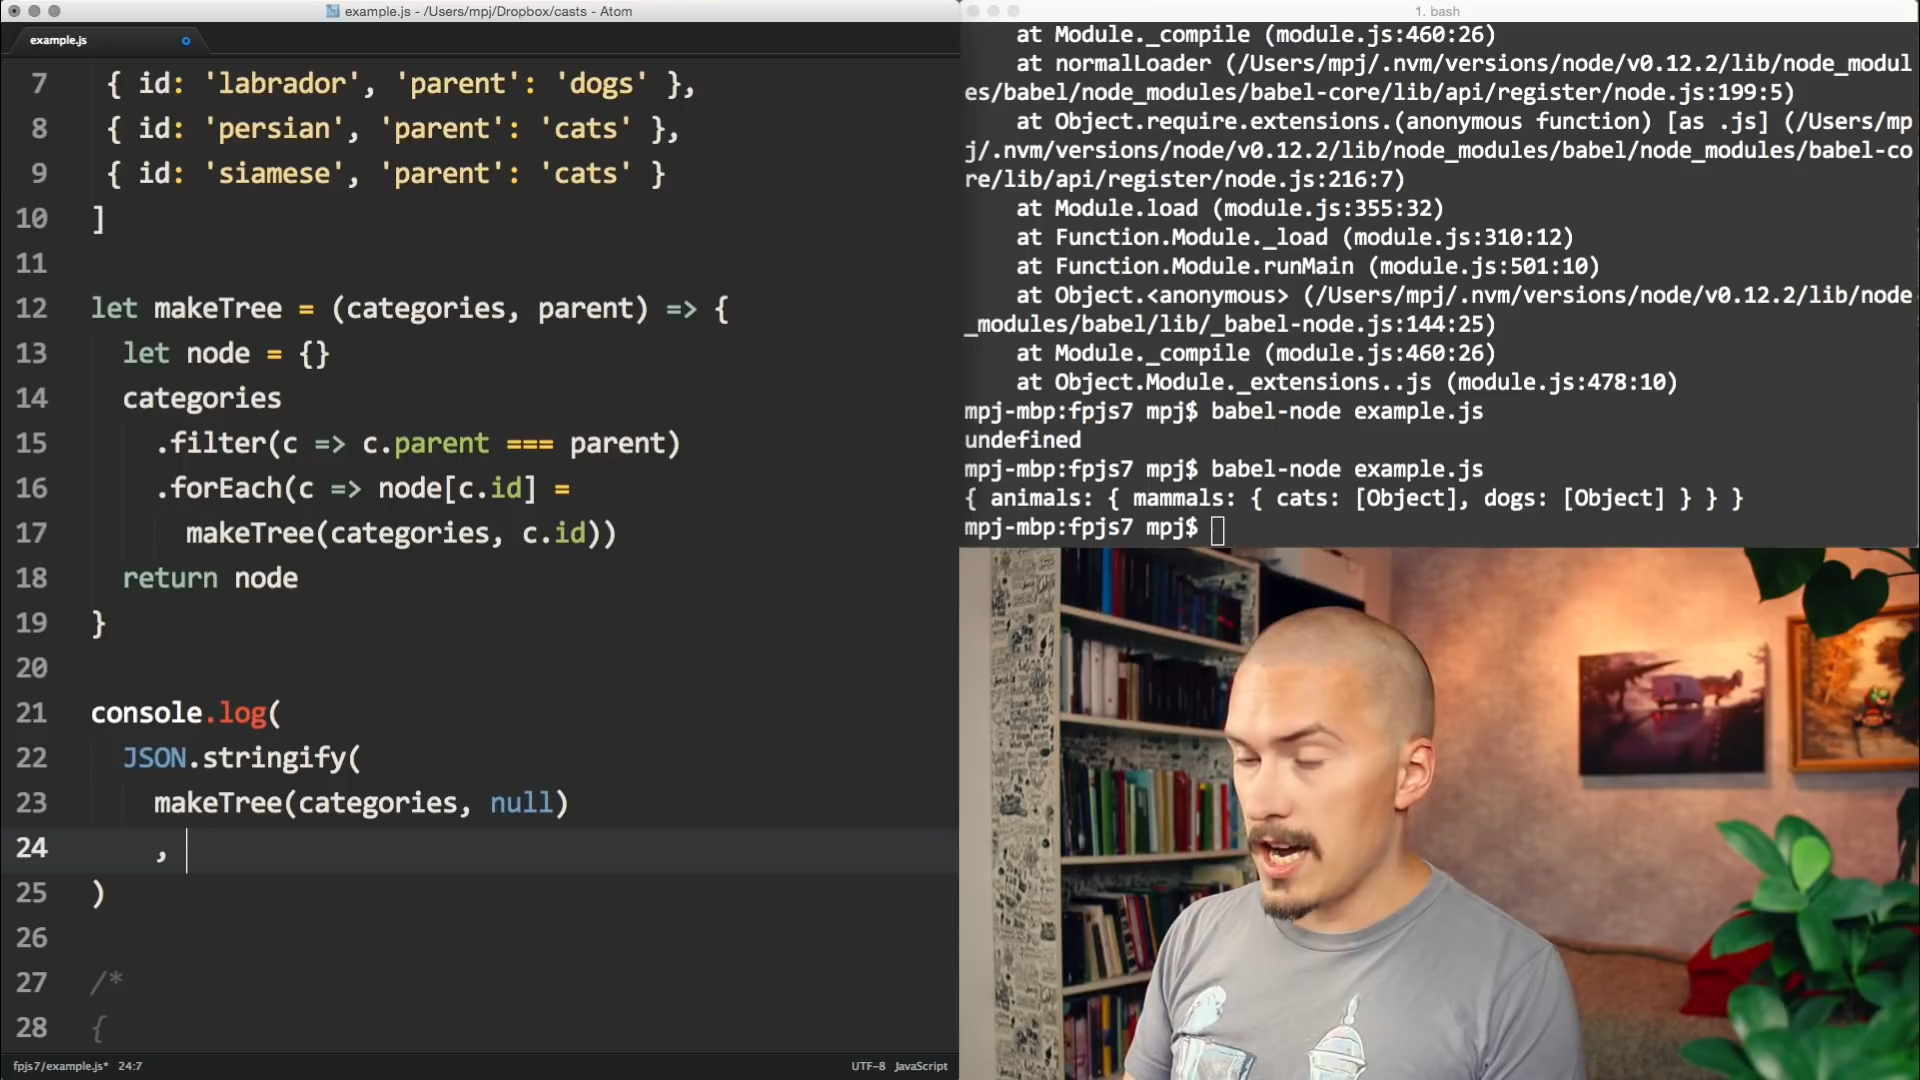 example.js - /Users/mpj/Dropbox/casts - Atom
example.js
7 { id: 'labrador', 'parent': 'dogs' },
8 { id: 'persian', 'parent': 'cats' },
9 { id: 'siamese', 'parent': 'cats' }
10 ]
11
12 let makeTree = (categories, parent) => {
13 let node = {}
14 categories
15 .filter(c => c.parent === parent)
16 .forEach(c => node[c.id] =
17 makeTree(categories, c.id))
18 return node
19 }
20
21 console.log(
22 JSON.stringify(
23 makeTree(categories, null)
24 ,
25 )
26
27 /*
28 {
fpjs7/example.js* 24:7
UTF-8 JavaScript
1. bash
at Module._compile (module.js:460:26)
at normalLoader (/Users/mpj/.nvm/versions/node/v0.12.2/lib/node_modul
es/babel/node_modules/babel-core/lib/api/register/node.js:199:5)
at Object.require.extensions.(anonymous function) [as .js] (/Users/mp
j/.nvm/versions/node/v0.12.2/lib/node_modules/babel/node_modules/babel-co
re/lib/api/register/node.js:216:7)
at Module.load (module.js:355:32)
at Function.Module._load (module.js:310:12)
at Function.Module.runMain (module.js:501:10)
at Object.<anonymous> (/Users/mpj/.nvm/versions/node/v0.12.2/lib/node
_modules/babel/lib/_babel-node.js:144:25)
at Module._compile (module.js:460:26)
at Object.Module._extensions..js (module.js:478:10)
mpj-mbp:fpjs7 mpj$ babel-node example.js
undefined
mpj-mbp:fpjs7 mpj$ babel-node example.js
{ animals: { mammals: { cats: [Object], dogs: [Object] } } }
mpj-mbp:fpjs7 mpj$